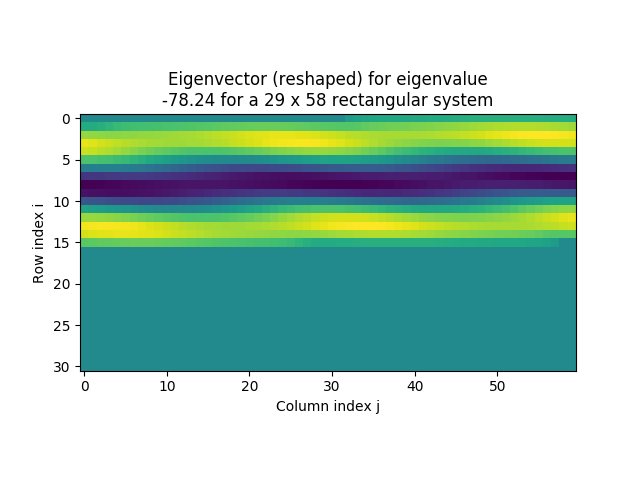 Eigenvector (reshaped) for eigenvalue
-78.24 for a 29 x 58 rectangular system
0
5
10
15
20
25
30
Row index i
0 10 20 30 40 50
Column index j